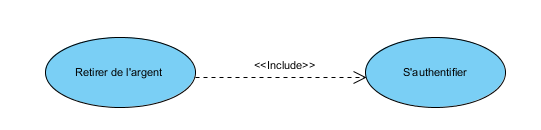 <<Include>>
Retirer de l'argent
S'authentifier